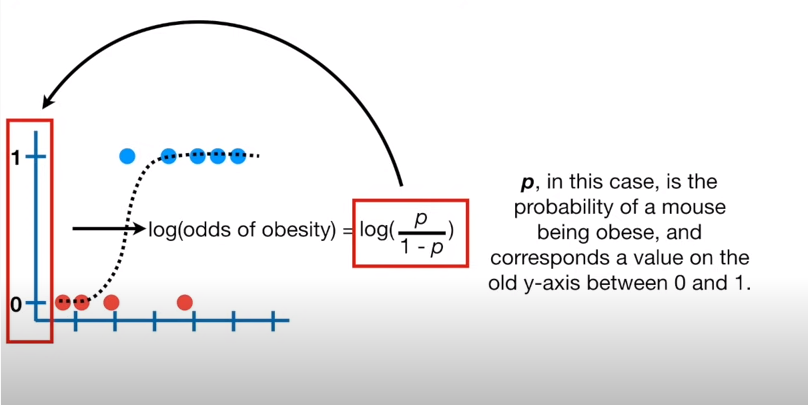 1
0
log(odds of obesity) = log(p / 1 - p)
p, in this case, is the
probability of a mouse
being obese, and
corresponds a value on the
old y-axis between 0 and 1.